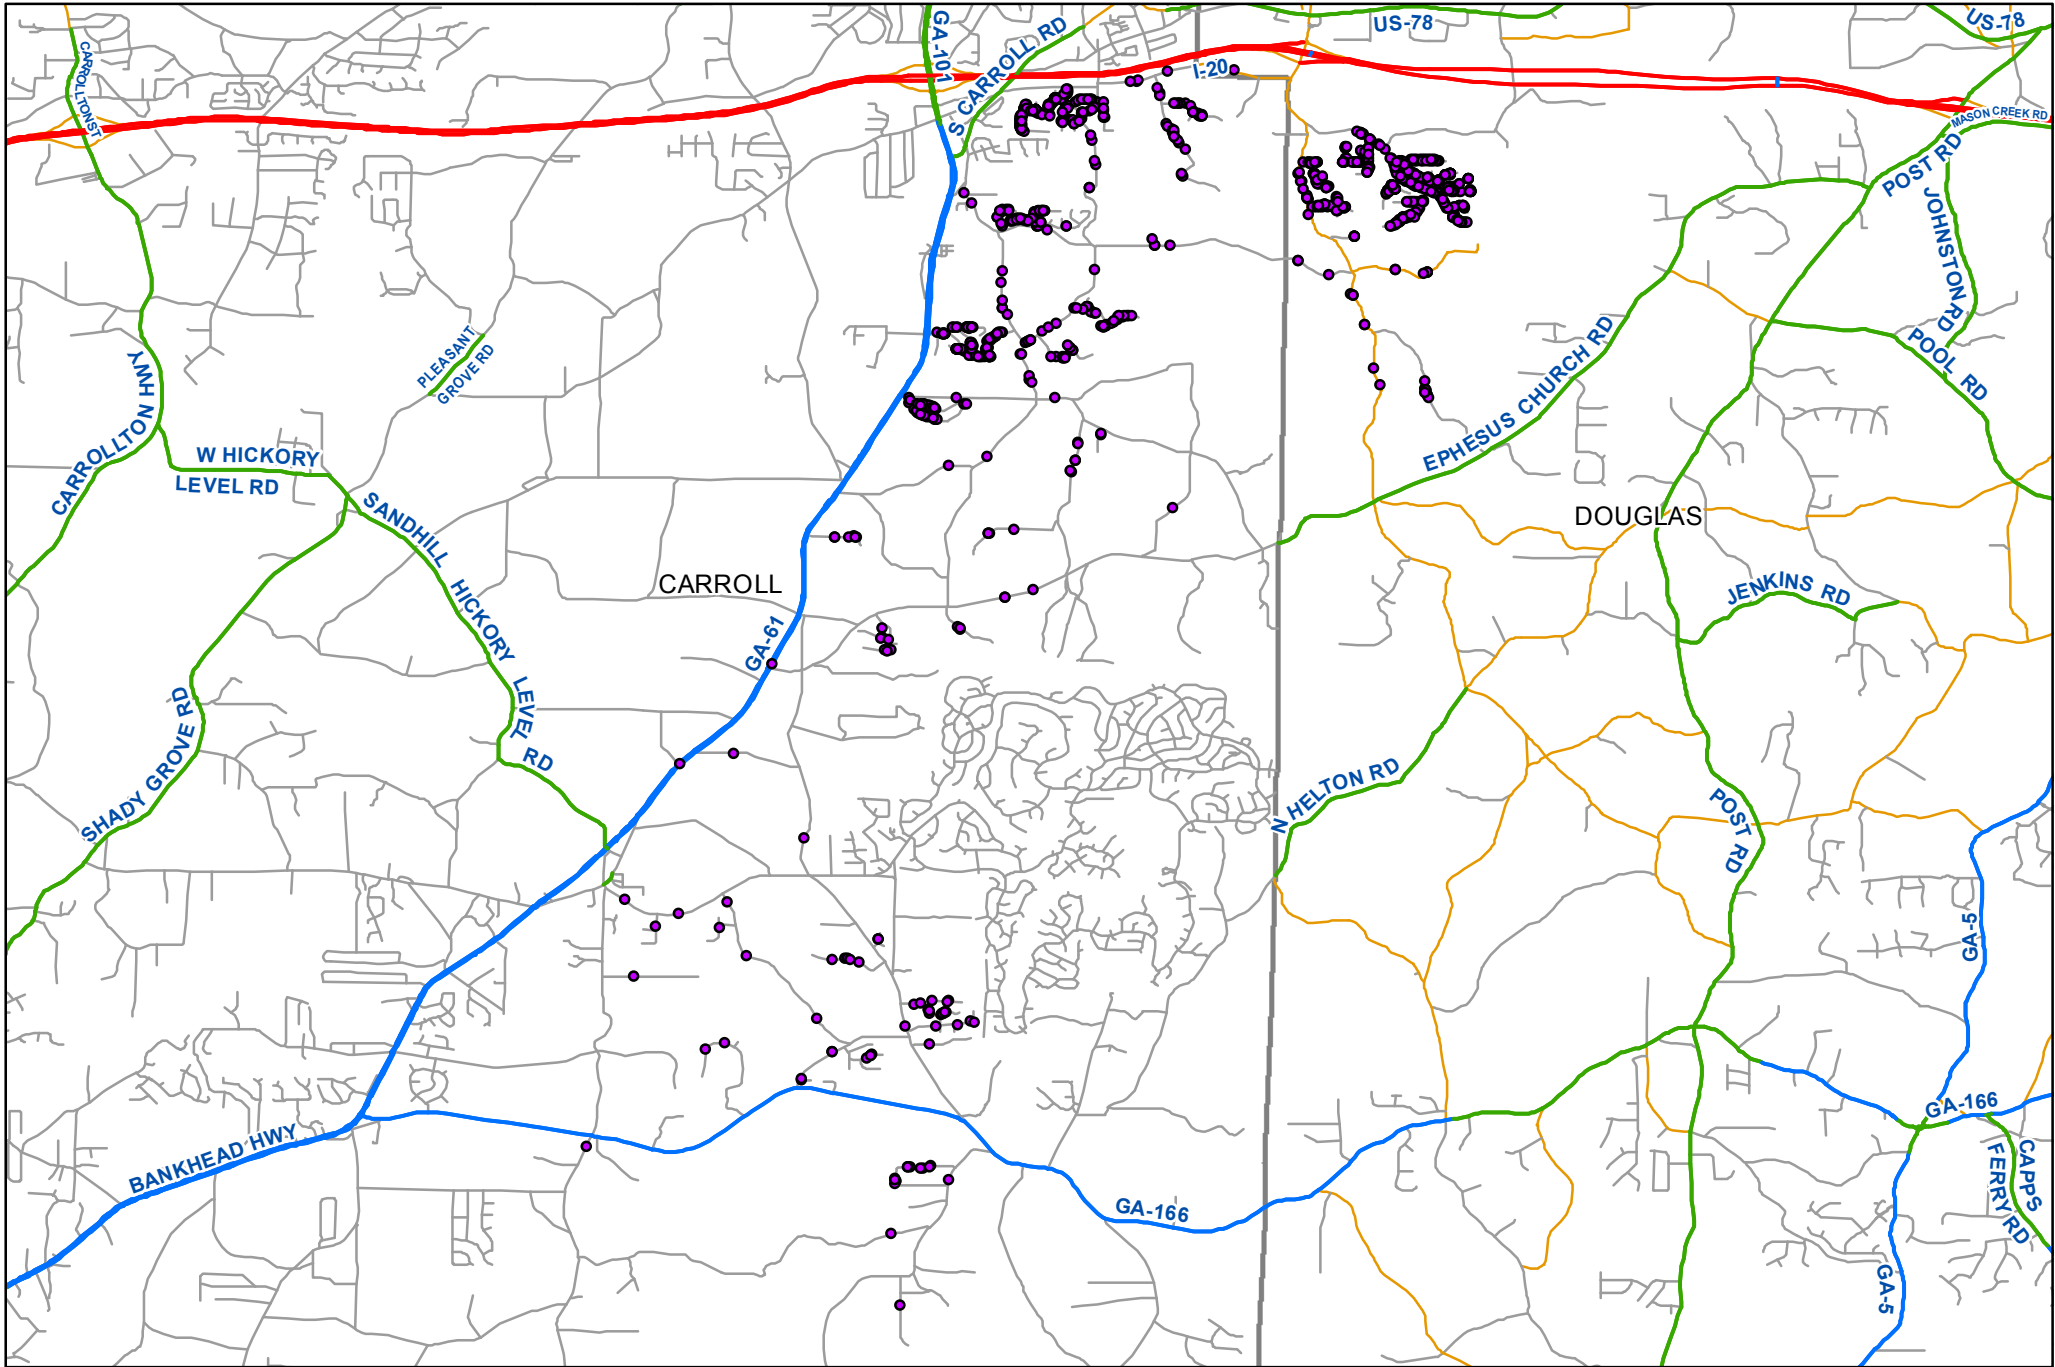 US-78
US-78
GA-101
S CARROLL RD
CARROLLTON ST
I-20
MASON CREEK RD
POST RD
JOHNSTON RD
POOL RD
PLEASANT
GROVE RD
CARROLLTON HWY
EPHESUS CHURCH RD
W HICKORY
LEVEL RD
SANDHILL HICKORY LEVEL RD
DOUGLAS
CARROLL
JENKINS RD
GA-61
SHADY GROVE RD
N HELTON RD
POST RD
GA-5
GA-166
BANKHEAD HWY
CAPPS
FERRY RD
GA-166
GA-5